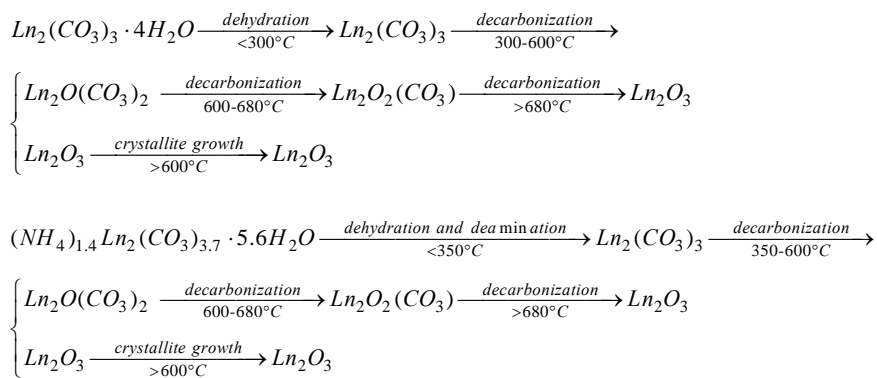 Ln₂(CO₃)₃ · 4H₂O —dehydration / <300°C→ Ln₂(CO₃)₃ —decarbonization / 300-600°C→
{ Ln₂O(CO₃)₂ —decarbonization / 600-680°C→ Ln₂O₂(CO₃) —decarbonization / >680°C→ Ln₂O₃
Ln₂O₃ —crystallite growth / >600°C→ Ln₂O₃
(NH₄)₁.₄Ln₂(CO₃)₃.₇ · 5.6H₂O —dehydration and deamination / <350°C→ Ln₂(CO₃)₃ —decarbonization / 350-600°C→
{ Ln₂O(CO₃)₂ —decarbonization / 600-680°C→ Ln₂O₂(CO₃) —decarbonization / >680°C→ Ln₂O₃
Ln₂O₃ —crystallite growth / >600°C→ Ln₂O₃